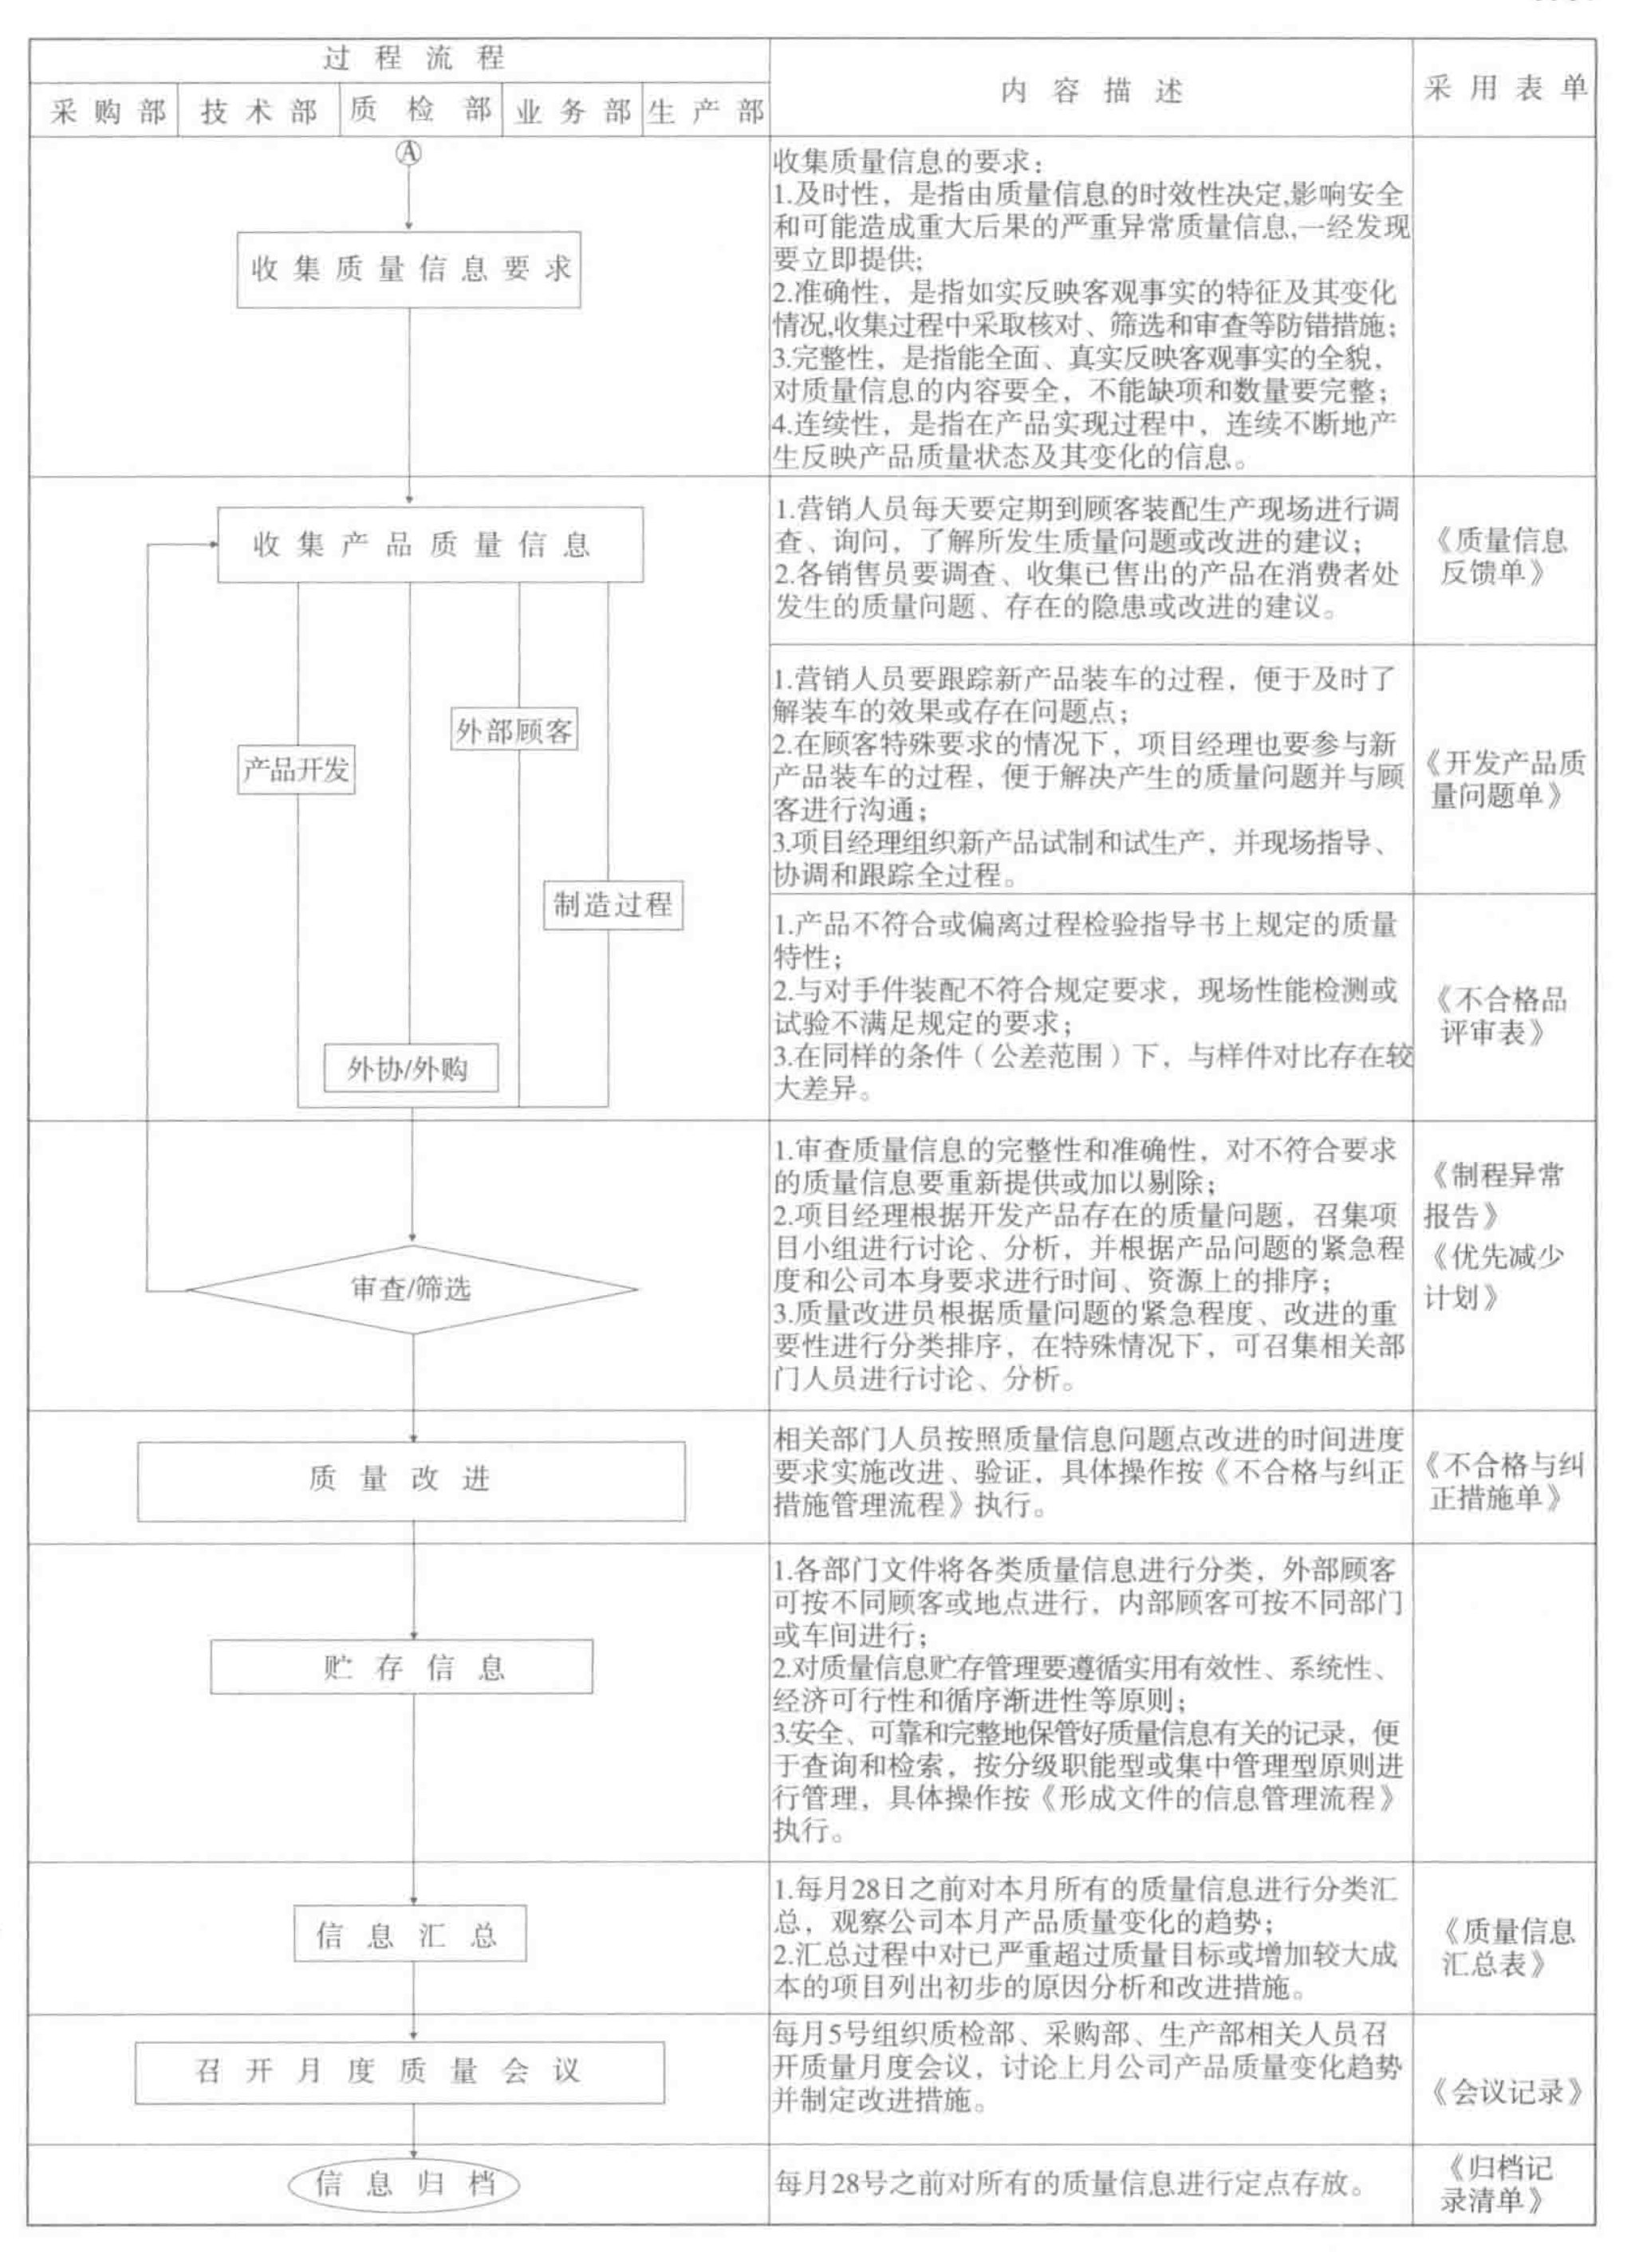 过程流程
采购部 技术部 质检部 业务部 生产部
内容描述
采用表单
A
收集质量信息要求
收集质量信息的要求：
1.及时性，是指由质量信息的时效性决定,影响安全
和可能造成重大后果的严重异常质量信息,一经发现
要立即提供;
2.准确性，是指如实反映客观事实的特征及其变化
情况,收集过程中采取核对、筛选和审查等防错措施；
3.完整性，是指能全面、真实反映客观事实的全貌，
对质量信息的内容要全，不能缺项和数量要完整；
4.连续性，是指在产品实现过程中，连续不断地产
生反映产品质量状态及其变化的信息。
收集产品质量信息
产品开发
外部顾客
制造过程
外协/外购
1.营销人员每天要定期到顾客装配生产现场进行调
查、询问，了解所发生质量问题或改进的建议；
2.各销售员要调查、收集已售出的产品在消费者处
发生的质量问题、存在的隐患或改进的建议。
《质量信息
反馈单》
1.营销人员要跟踪新产品装车的过程，便于及时了
解装车的效果或存在问题点；
2.在顾客特殊要求的情况下，项目经理也要参与新
产品装车的过程，便于解决产生的质量问题并与顾
客进行沟通；
3.项目经理组织新产品试制和试生产，并现场指导、
协调和跟踪全过程。
《开发产品质
量问题单》
1.产品不符合或偏离过程检验指导书上规定的质量
特性；
2.与对手件装配不符合规定要求，现场性能检测或
试验不满足规定的要求；
3.在同样的条件（公差范围）下，与样件对比存在较
大差异。
《不合格品
评审表》
审查/筛选
1.审查质量信息的完整性和准确性，对不符合要求
的质量信息要重新提供或加以剔除；
2.项目经理根据开发产品存在的质量问题，召集项
目小组进行讨论、分析，并根据产品问题的紧急程
度和公司本身要求进行时间、资源上的排序；
3.质量改进员根据质量问题的紧急程度、改进的重
要性进行分类排序，在特殊情况下，可召集相关部
门人员进行讨论、分析。
《制程异常
报告》
《优先减少
计划》
质量改进
相关部门人员按照质量信息问题点改进的时间进度
要求实施改进、验证，具体操作按《不合格与纠正
措施管理流程》执行。
《不合格与纠
正措施单》
贮存信息
1.各部门文件将各类质量信息进行分类，外部顾客
可按不同顾客或地点进行，内部顾客可按不同部门
或车间进行；
2.对质量信息贮存管理要遵循实用有效性、系统性、
经济可行性和循序渐进性等原则；
3.安全、可靠和完整地保管好质量信息有关的记录，便
于查询和检索，按分级职能型或集中管理型原则进
行管理，具体操作按《形成文件的信息管理流程》
执行。
信息汇总
1.每月28日之前对本月所有的质量信息进行分类汇
总，观察公司本月产品质量变化的趋势；
2.汇总过程中对已严重超过质量目标或增加较大成
本的项目列出初步的原因分析和改进措施。
《质量信息
汇总表》
召开月度质量会议
每月5号组织质检部、采购部、生产部相关人员召
开质量月度会议，讨论上月公司产品质量变化趋势
并制定改进措施。
《会议记录》
信息归档
每月28号之前对所有的质量信息进行定点存放。
《归档记
录清单》